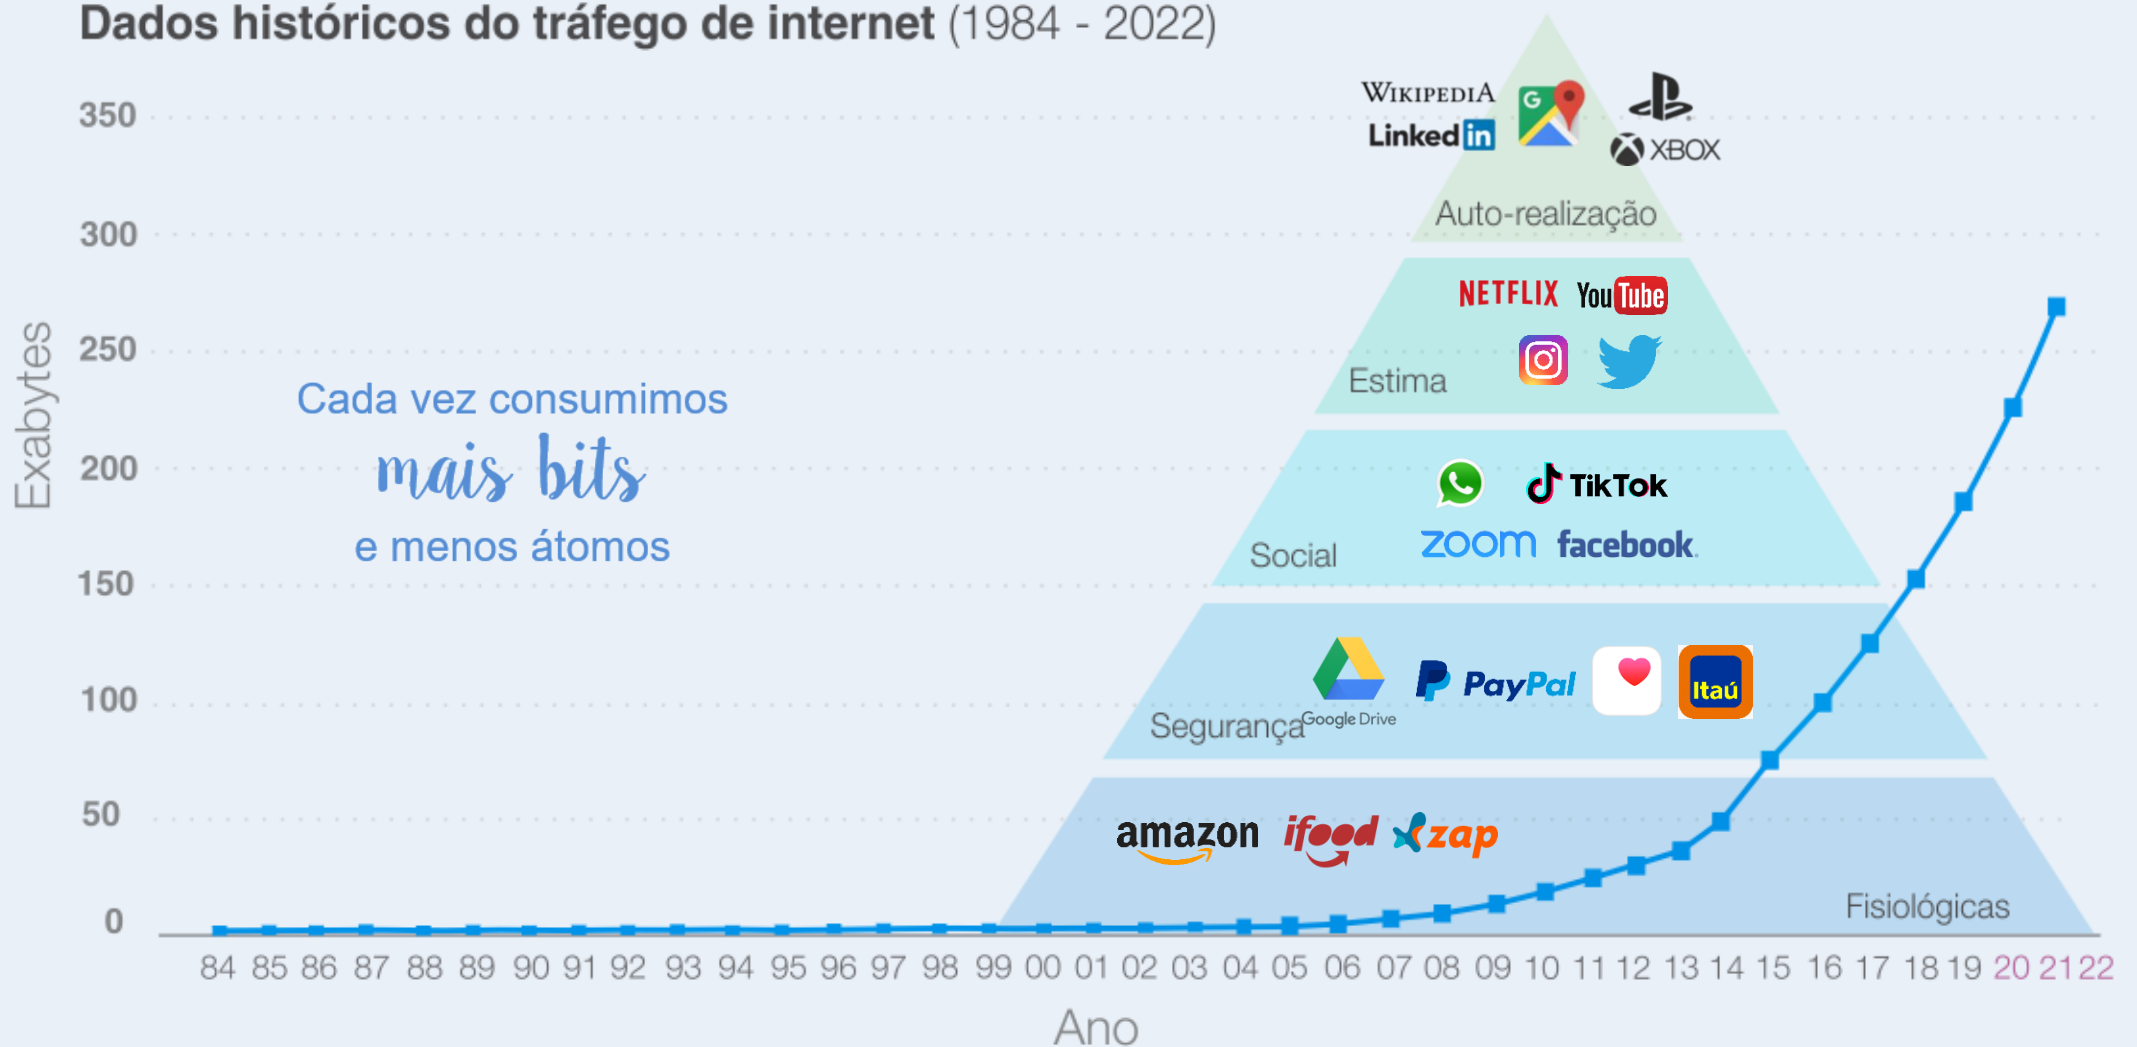 Dados históricos do tráfego de internet (1984 - 2022)
350
300
250
200
150
100
50
0
Exabytes
Cada vez consumimos
mais bits
e menos átomos
WIKIPEDIA
LinkedIn
G
XBOX
Auto-realização
NETFLIX YouTube
Estima
TikTok
zoom facebook
Social
PayPal
Itaú
Google Drive
Segurança
amazon ifood zap
Fisiológicas
84 85 86 87 88 89 90 91 92 93 94 95 96 97 98 99 00 01 02 03 04 05 06 07 08 09 10 11 12 13 14 15 16 17 18 19 20 21 22
Ano